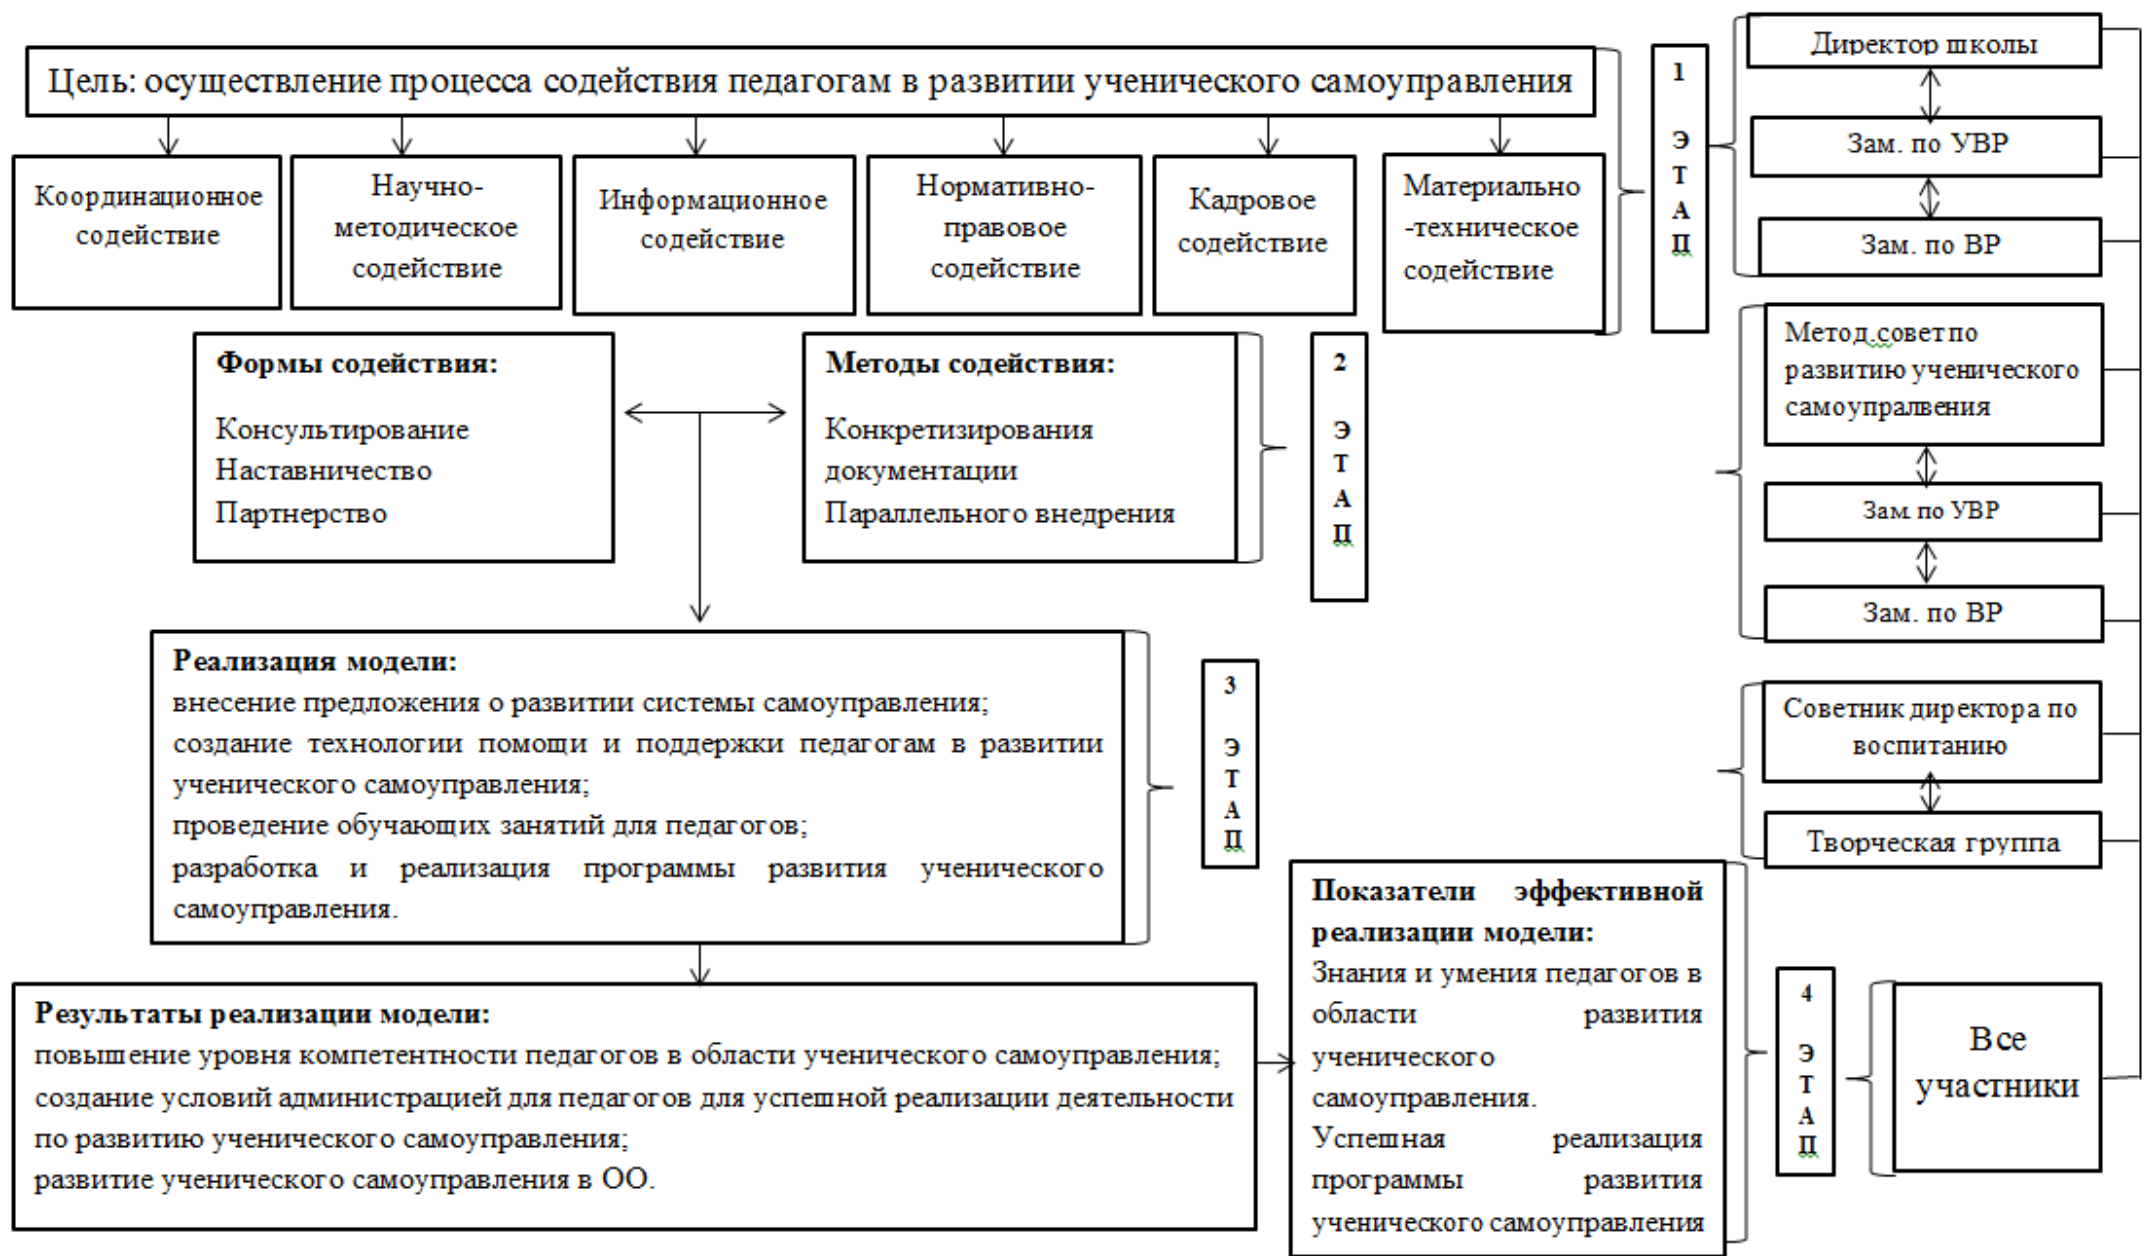 Цель: осуществление процесса содействия педагогам в развитии ученического самоуправления
Координационное
содействие
Научно-
методическое
содействие
Информационное
содействие
Нормативно-
правовое
содействие
Кадровое
содействие
Материально
-техническое
содействие
1
Э
Т
А
П
Директор школы
Зам. по УВР
Зам. по ВР
Формы содействия:
Консультирование
Наставничество
Партнерство
Методы содействия:
Конкретизирования
документации
Параллельного внедрения
2
Э
Т
А
П
Метод.совет по
развитию ученического
самоупралвения
Зам. по УВР
Зам. по ВР
Реализация модели:
внесение предложения о развитии системы самоуправления;
создание технологии помощи и поддержки педагогам в развитии
ученического самоуправления;
проведение обучающих занятий для педагогов;
разработка и реализация программы развития ученического
самоуправления.
3
Э
Т
А
П
Советник директора по
воспитанию
Творческая группа
Результаты реализации модели:
повышение уровня компетентности педагогов в области ученического самоуправления;
создание условий администрацией для педагогов для успешной реализации деятельности
по развитию ученического самоуправления;
развитие ученического самоуправления в ОО.
Показатели эффективной
реализации модели:
Знания и умения педагогов в
области развития
ученического
самоуправления.
Успешная реализация
программы развития
ученического самоуправления
4
Э
Т
А
П
Все
участники